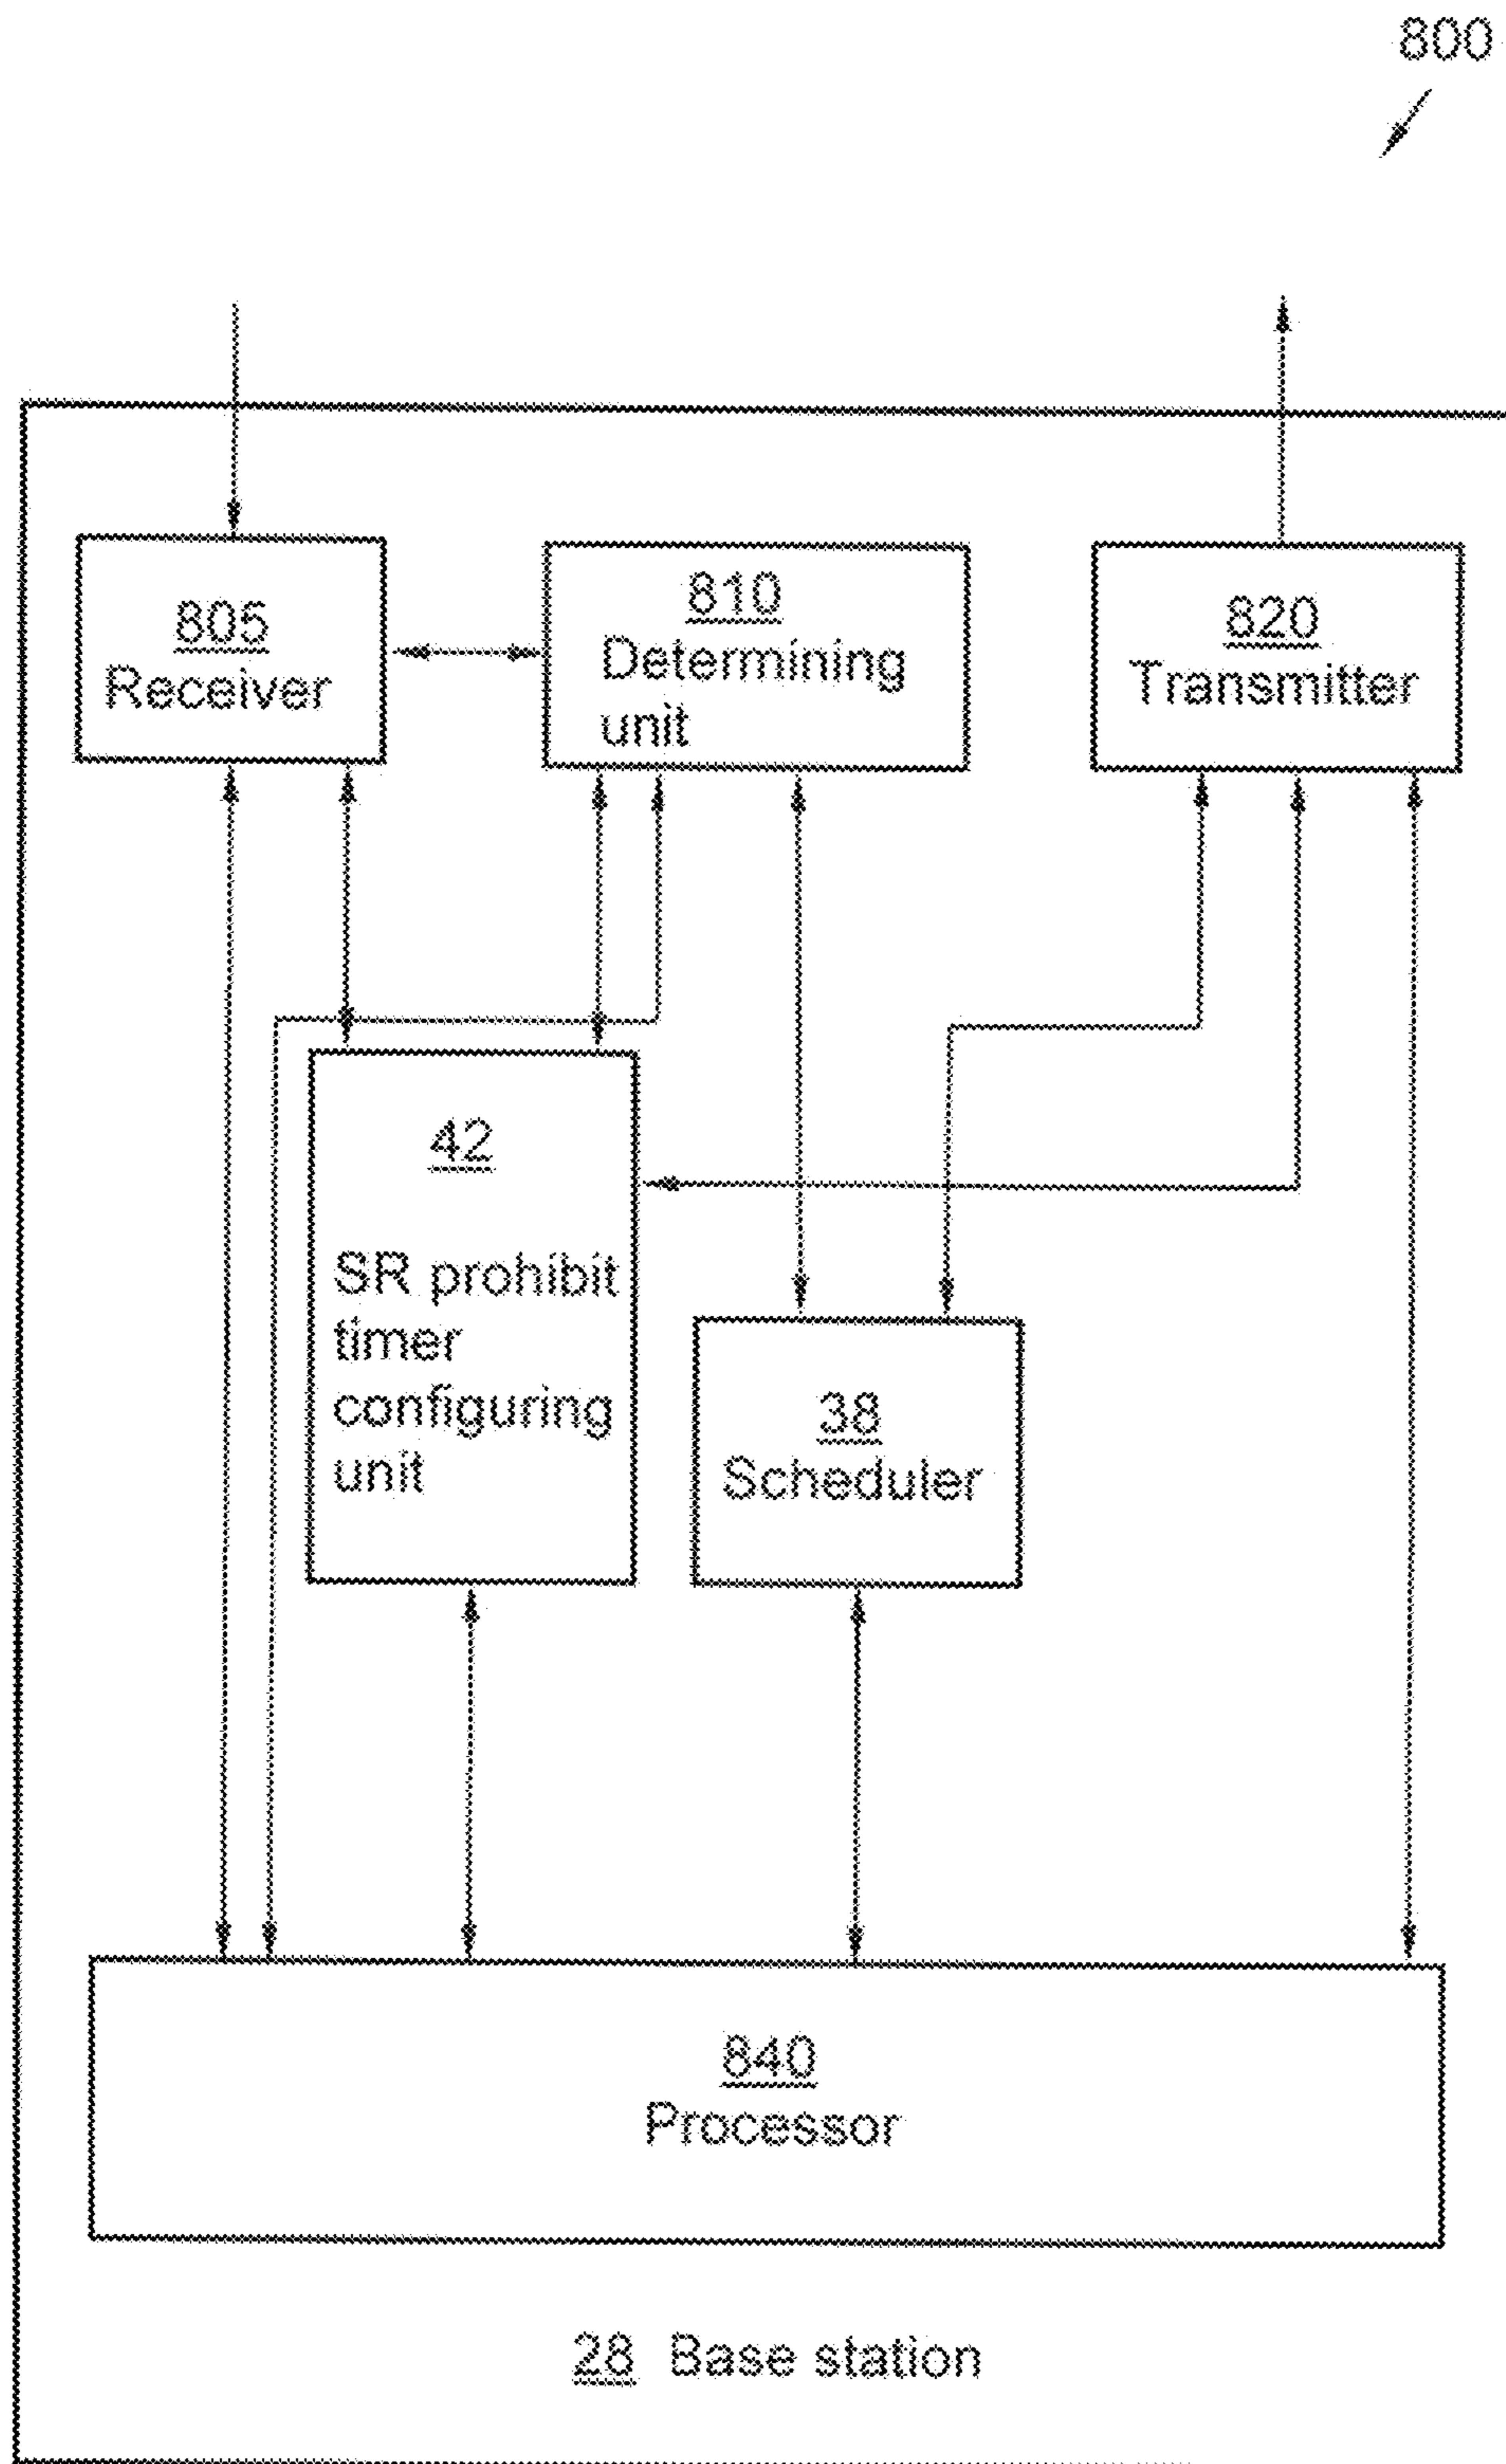 800
805
Receiver
810
Determining
unit
820
Transmitter
42
SR prohibit
timer
configuring
unit
38
Scheduler
840
Processor
28 Base station